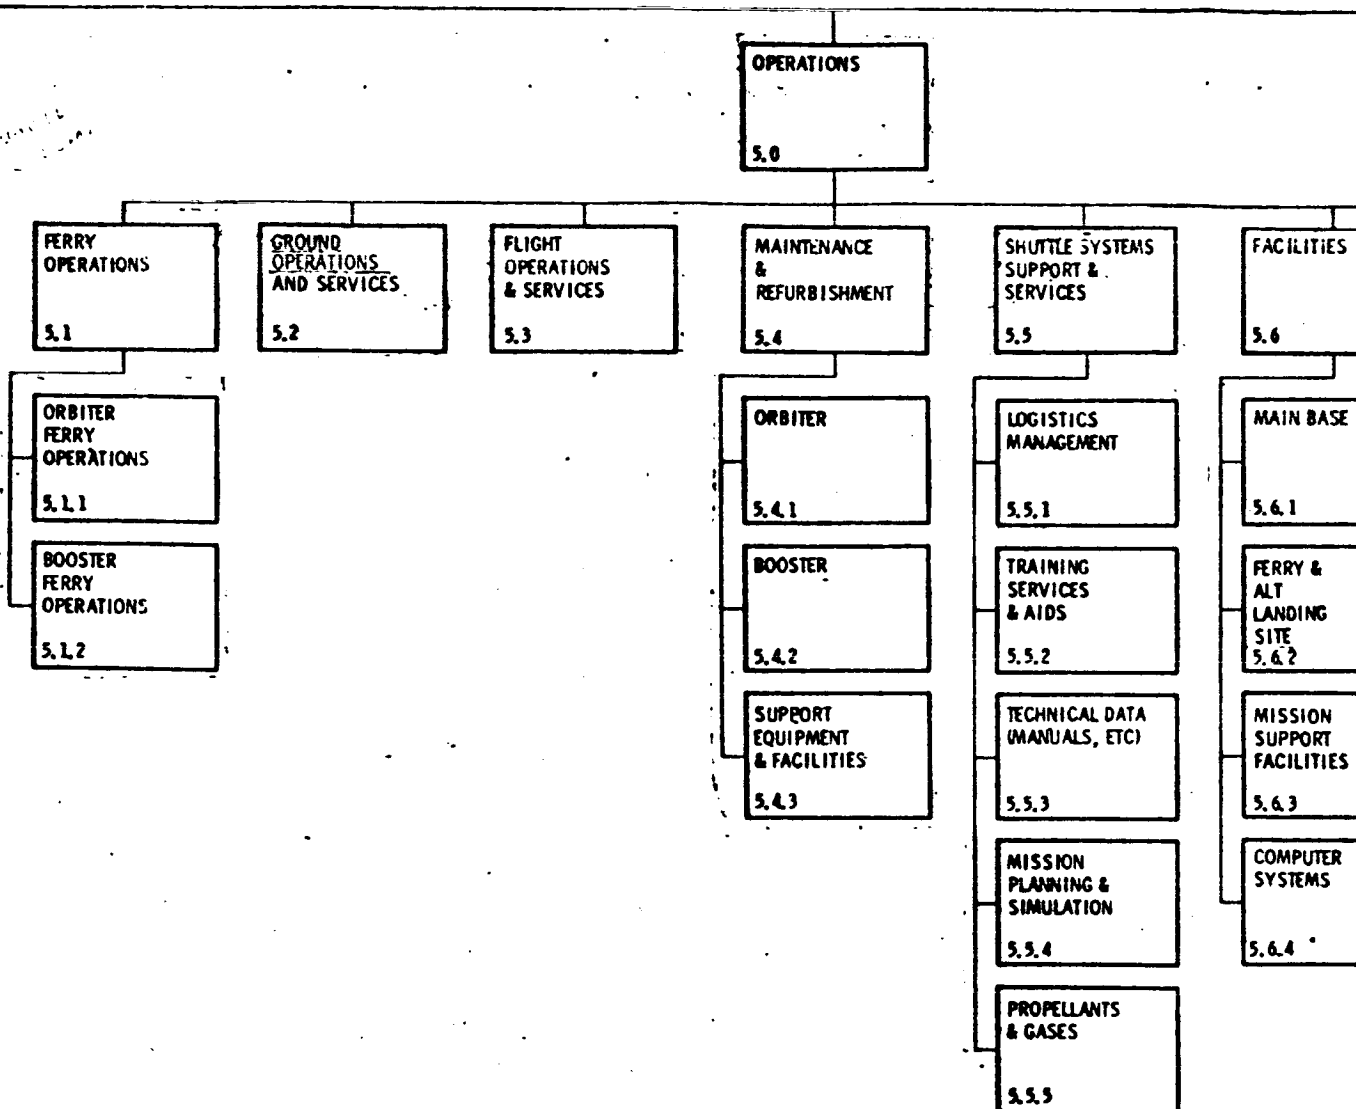 OPERATIONS
5.0
FERRY
OPERATIONS
5.1
GROUND
OPERATIONS
AND SERVICES
5.2
FLIGHT
OPERATIONS
& SERVICES
5.3
MAINTENANCE
&
REFURBISHMENT
5.4
SHUTTLE SYSTEMS
SUPPORT &
SERVICES
5.5
FACILITIES
5.6
ORBITER
FERRY
OPERATIONS
5.1.1
BOOSTER
FERRY
OPERATIONS
5.1.2
ORBITER
5.4.1
BOOSTER
5.4.2
SUPPORT
EQUIPMENT
& FACILITIES
5.4.3
LOGISTICS
MANAGEMENT
5.5.1
TRAINING
SERVICES
& AIDS
5.5.2
TECHNICAL DATA
(MANUALS, ETC)
5.5.3
MISSION
PLANNING &
SIMULATION
5.5.4
PROPELLANTS
& GASES
5.5.5
MAIN BASE
5.6.1
FERRY &
ALT
LANDING
SITE
5.6.2
MISSION
SUPPORT
FACILITIES
5.6.3
COMPUTER
SYSTEMS
5.6.4